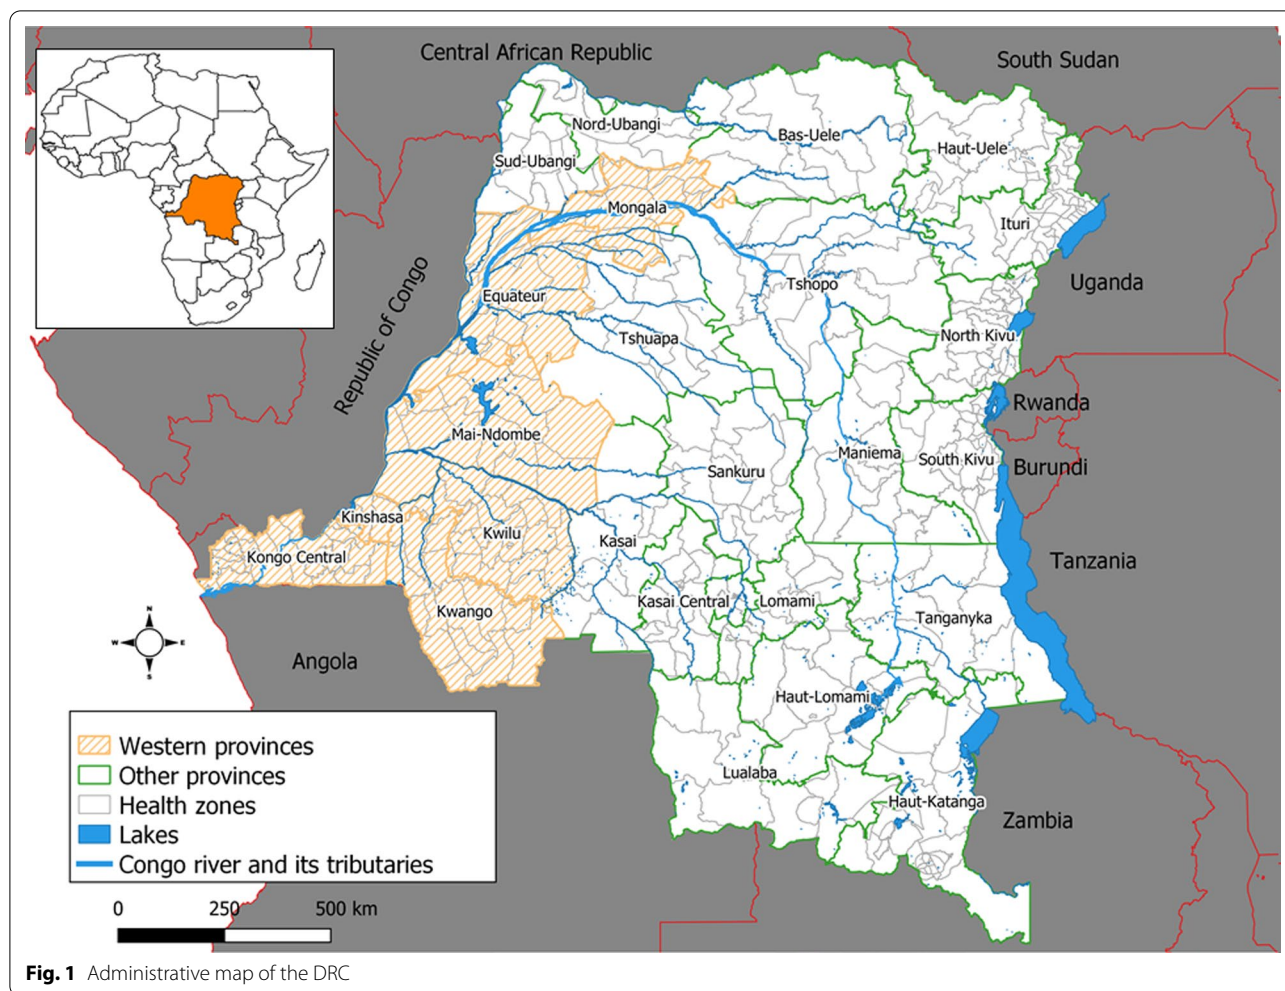 Central African Republic
South Sudan
Nord-Ubangi
Bas-Uele
Haut-Uele
Sud-Ubangi
Mongala
Ituri
Republic of Congo
Uganda
Equateur
Tshopo
Tshuapa
North Kivu
Rwanda
Mai-Ndombe
Maniema
South Kivu
Burundi
Sankuru
Kinshasa
Kwilu
Kasai
Kongo Central
Tanzania
N
W
E
S
Kwango
Kasai Central
Lomami
Tanganyika
Angola
Haut-Lomami
Lualaba
Haut-Katanga
Zambia
Western provinces
Other provinces
Health zones
Lakes
Congo river and its tributaries
0 250 500 km
Fig. 1 Administrative map of the DRC